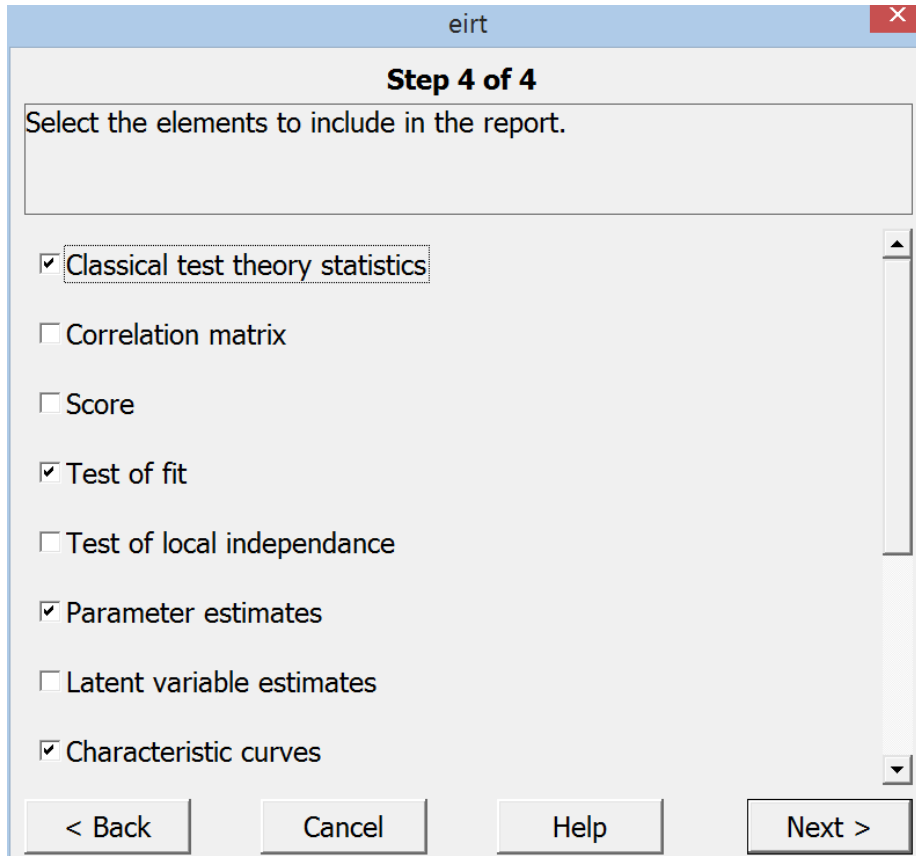 eirt
Step 4 of 4
Select the elements to include in the report.
Classical test theory statistics
Correlation matrix
Score
Test of fit
Test of local independance
Parameter estimates
Latent variable estimates
Characteristic curves
< Back
Cancel
Help
Next >